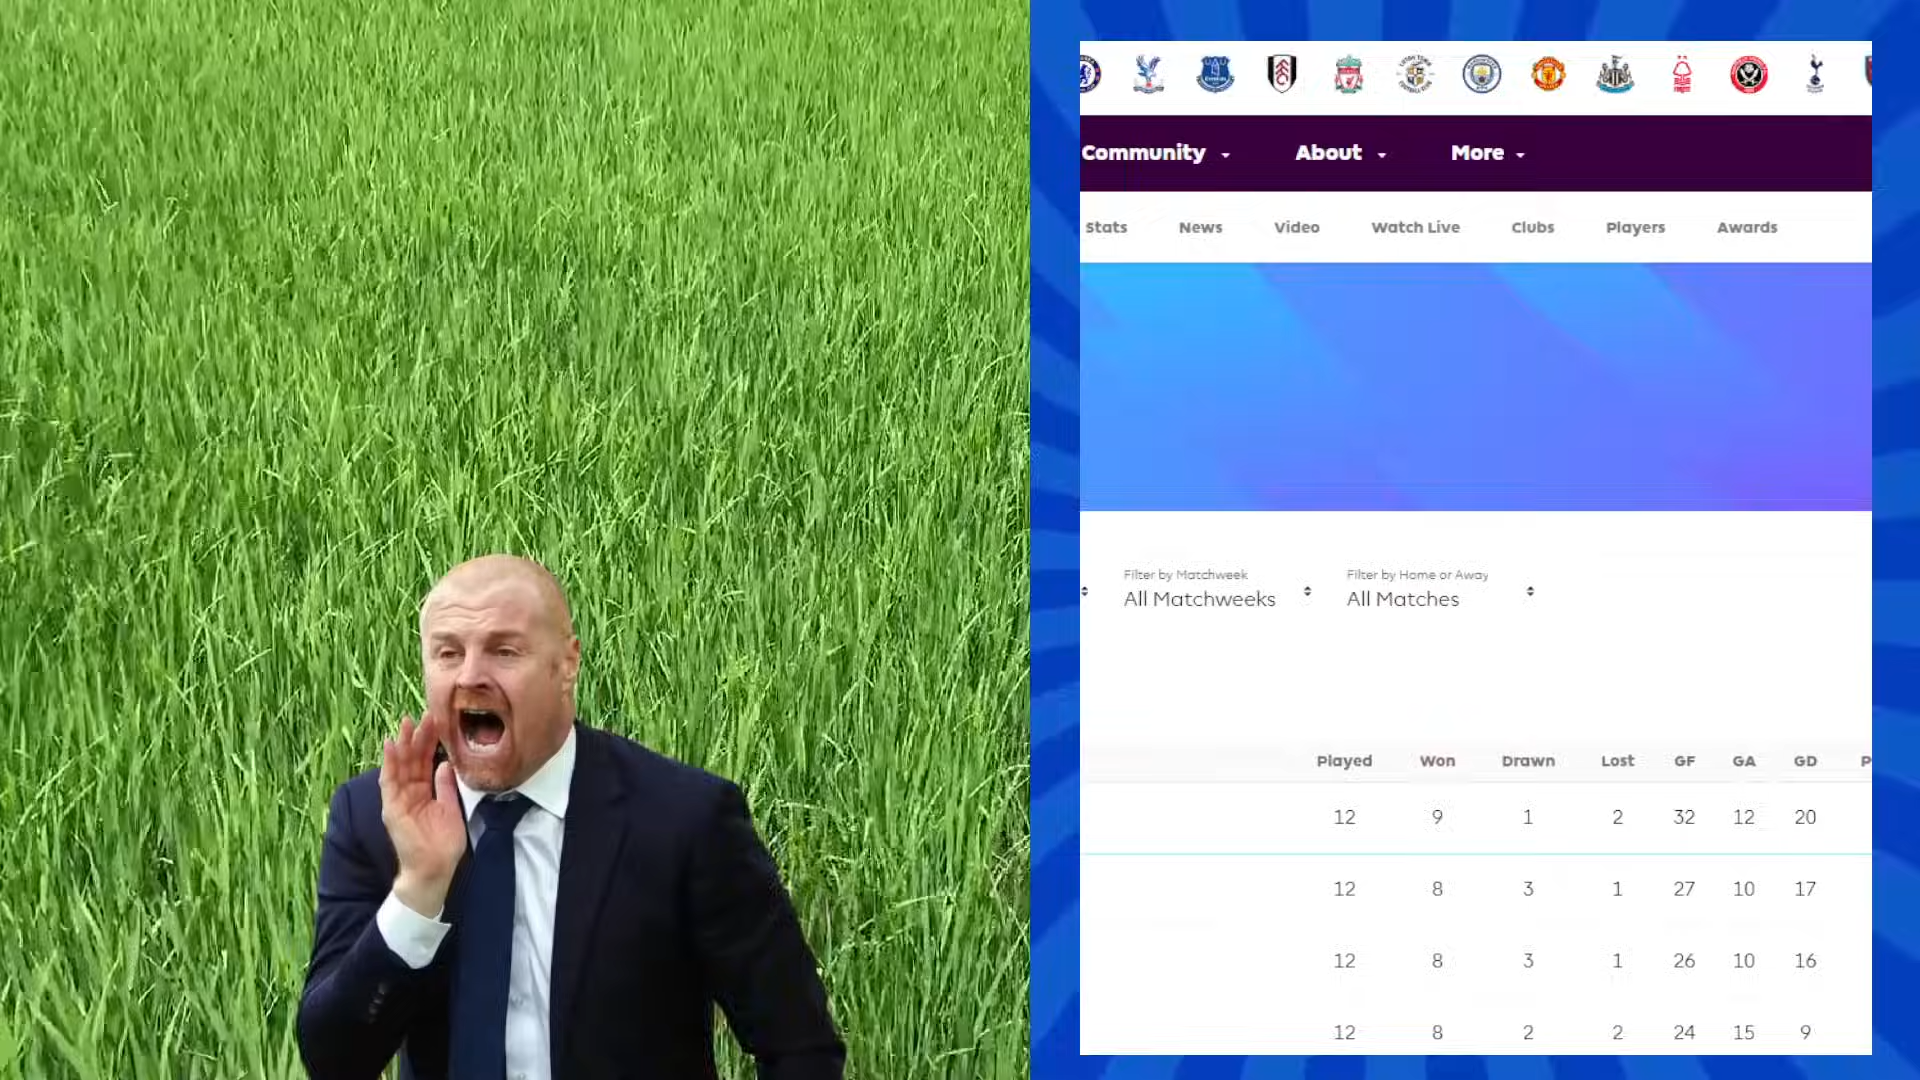 Community About More
Stats News Video Watch Live Clubs Players Awards
Filter by Matchweek Filter by Home or Away
All Matchweeks All Matches
Played Won Drawn Lost GF GA GD P
12 9 1 2 32 12 20
12 8 3 1 27 10 17
12 8 3 1 26 10 16
12 8 2 2 24 15 9